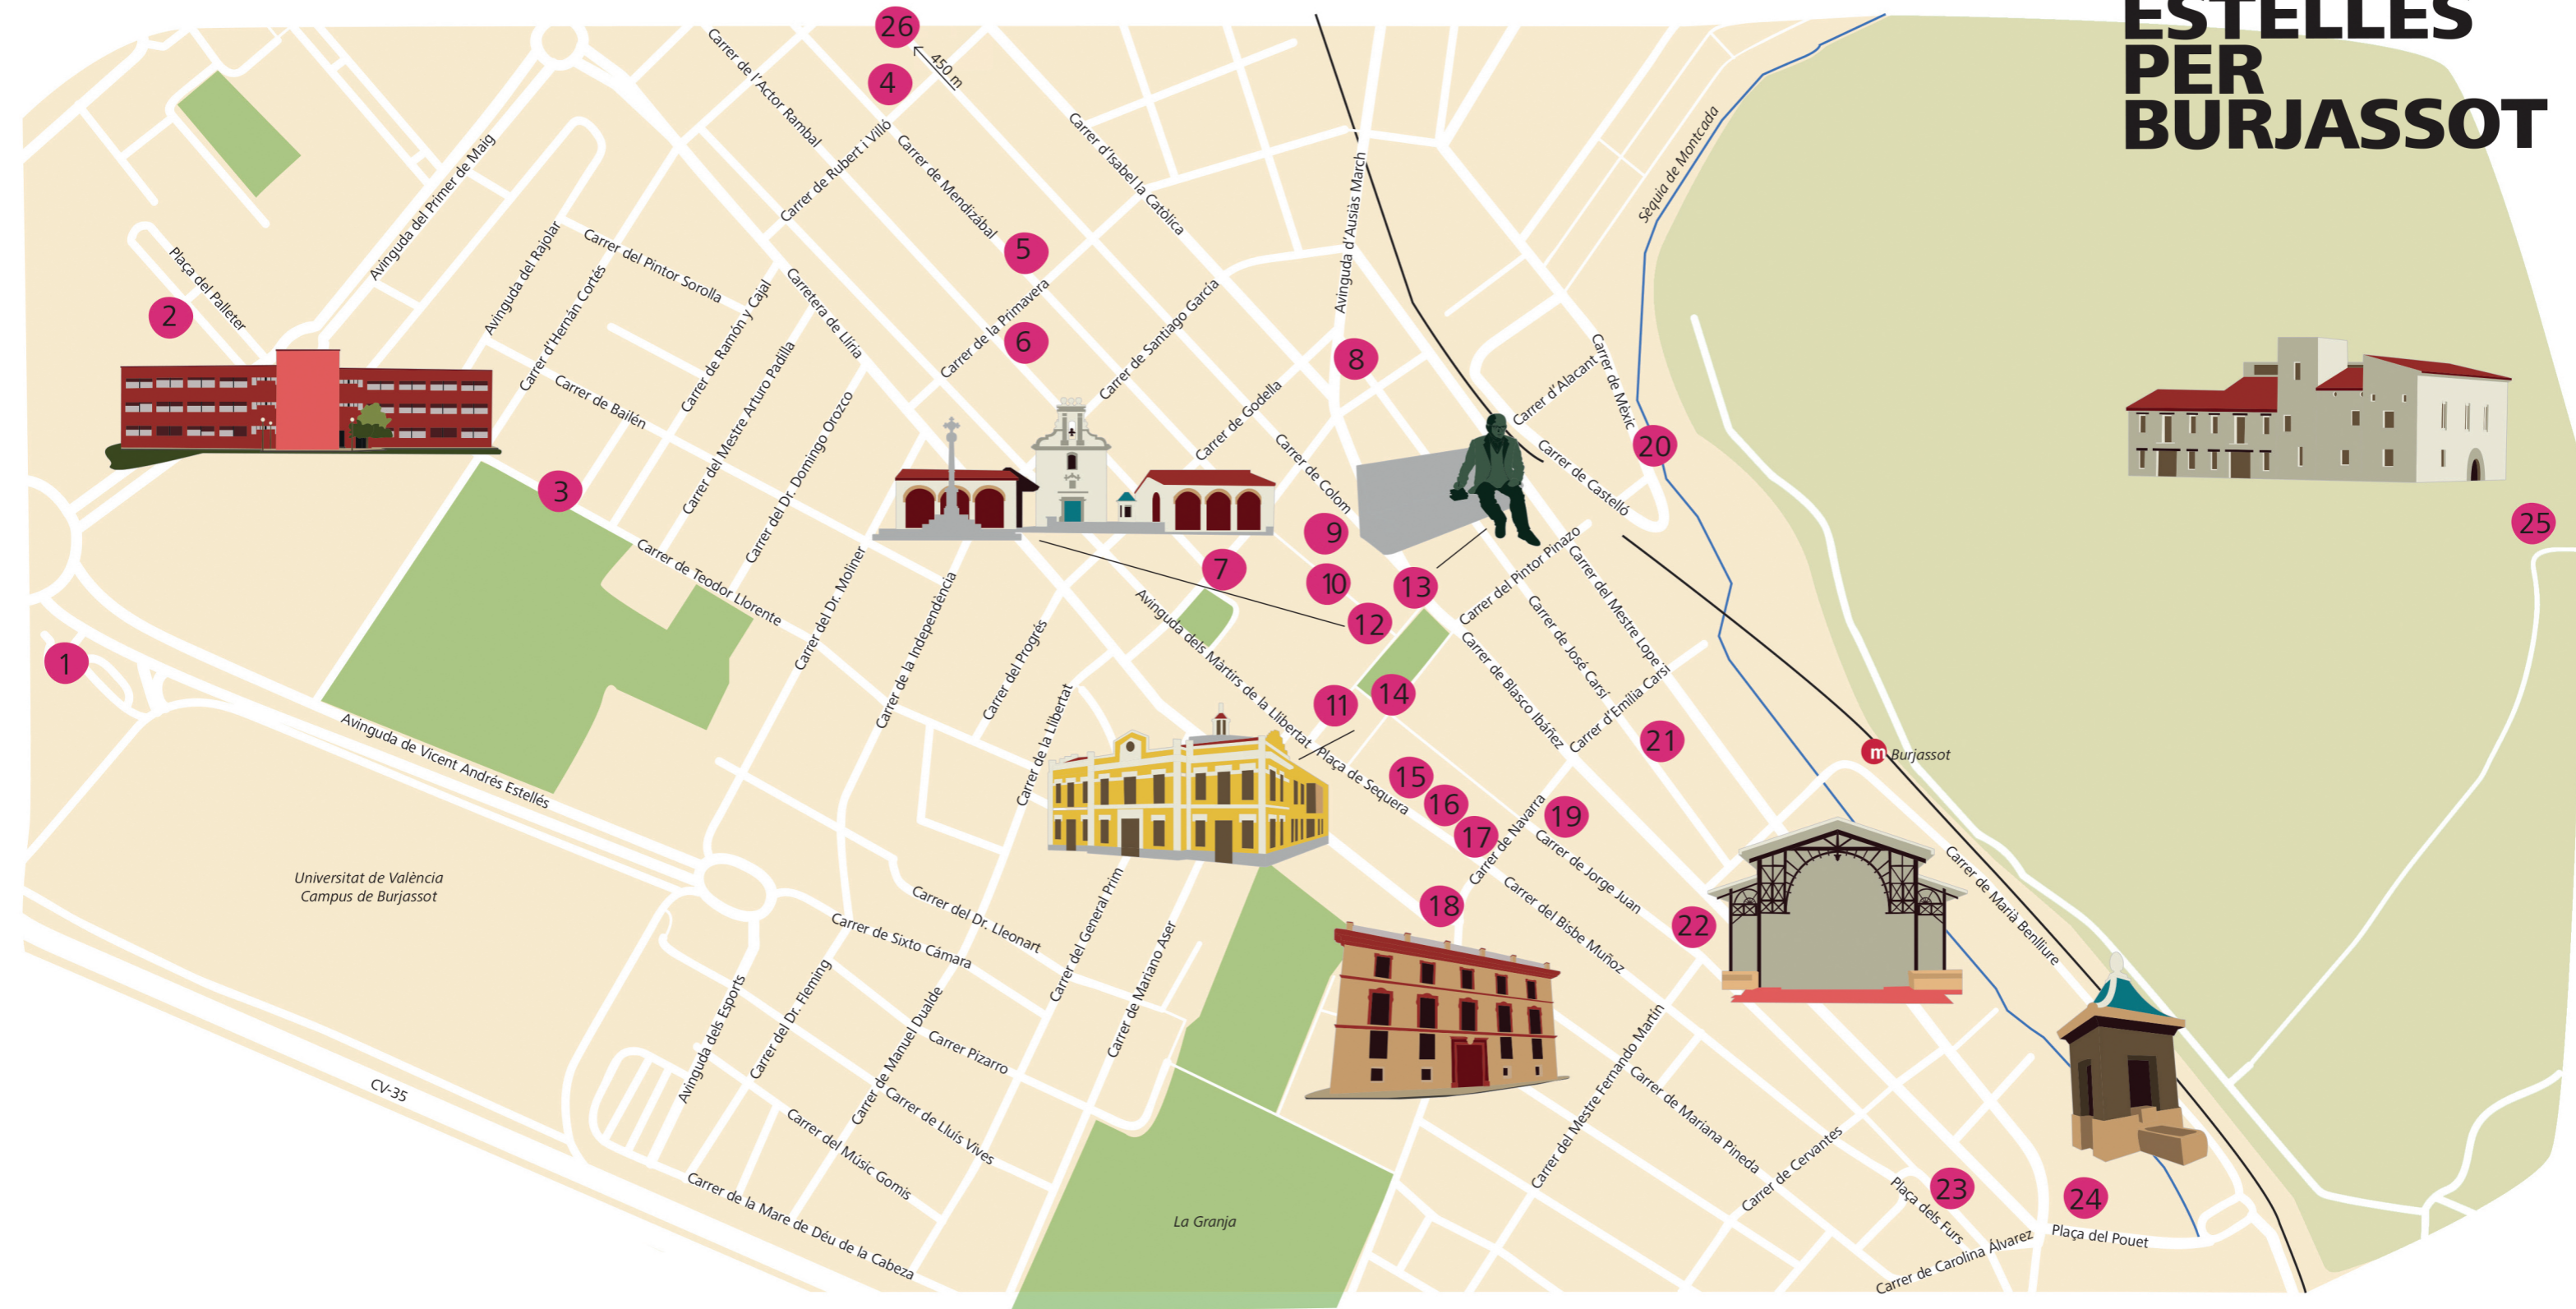 ESTELLÉS
PER
BURJASSOT
26
450 m
4
Carrer de l'Actor Rambal
Carrer de Rubert i Villó
Carrer de Mendizábal
Carrer d'Isabel la Catòlica
Avinguda d'Ausiàs March
Sèquia de Montcada
Avinguda del Primer de Maig
Plaça del Palleter
2
Avinguda del Rajolar
Carrer d'Hernán Cortés
Carrer del Pintor Sorolla
Carrer de Ramón y Cajal
Carretera de Llíria
5
Carrer de la Primavera
6
Carrer de Santiago García
8
Carrer de Bailén
Carrer del Mestre Arturo Padilla
Carrer del Dr. Domingo Orozco
Carrer de Godella
Carrer de Colom
Carrer d'Alacant
Carrer de Mèxic
20
Carrer de Castelló
3
25
9
7
10
13
12
Carrer de Teodor Llorente
Carrer del Dr. Moliner
Carrer de la Independència
Carrer del Progrés
Avinguda dels Màrtirs de la Llibertat
Carrer del Pintor Pinazo
Carrer del Mestre Lope
Carrer de José Carsí
Carrer d'Emília Carsí
Carrer de Blasco Ibáñez
1
11
14
21
Carrer de la Llibertat
Avinguda de Vicent Andrés Estellés
Plaça de Sequera
15
16
17
19
m Burjassot
Carrer de Navarra
Carrer de Jorge Juan
Carrer de Marià Benlliure
Universitat de València
Campus de Burjassot
Carrer del Dr. Lleonart
Carrer de Sixto Cámara
Carrer del General Prim
Carrer de Mariano Aser
18
Carrer del Bisbe Muñoz
22
Avinguda dels Esports
Carrer del Dr. Fleming
Carrer de Manuel Dualde
Carrer Pizarro
Carrer del Mestre Fernando Martín
Carrer de Lluís Vives
Carrer del Músic Gomis
Carrer de la Mare de Déu de la Cabeza
CV-35
La Granja
Carrer de Mariana Pineda
Carrer de Cervantes
Plaça dels Furs
23
24
Carrer de Carolina Álvarez
Plaça del Pouet